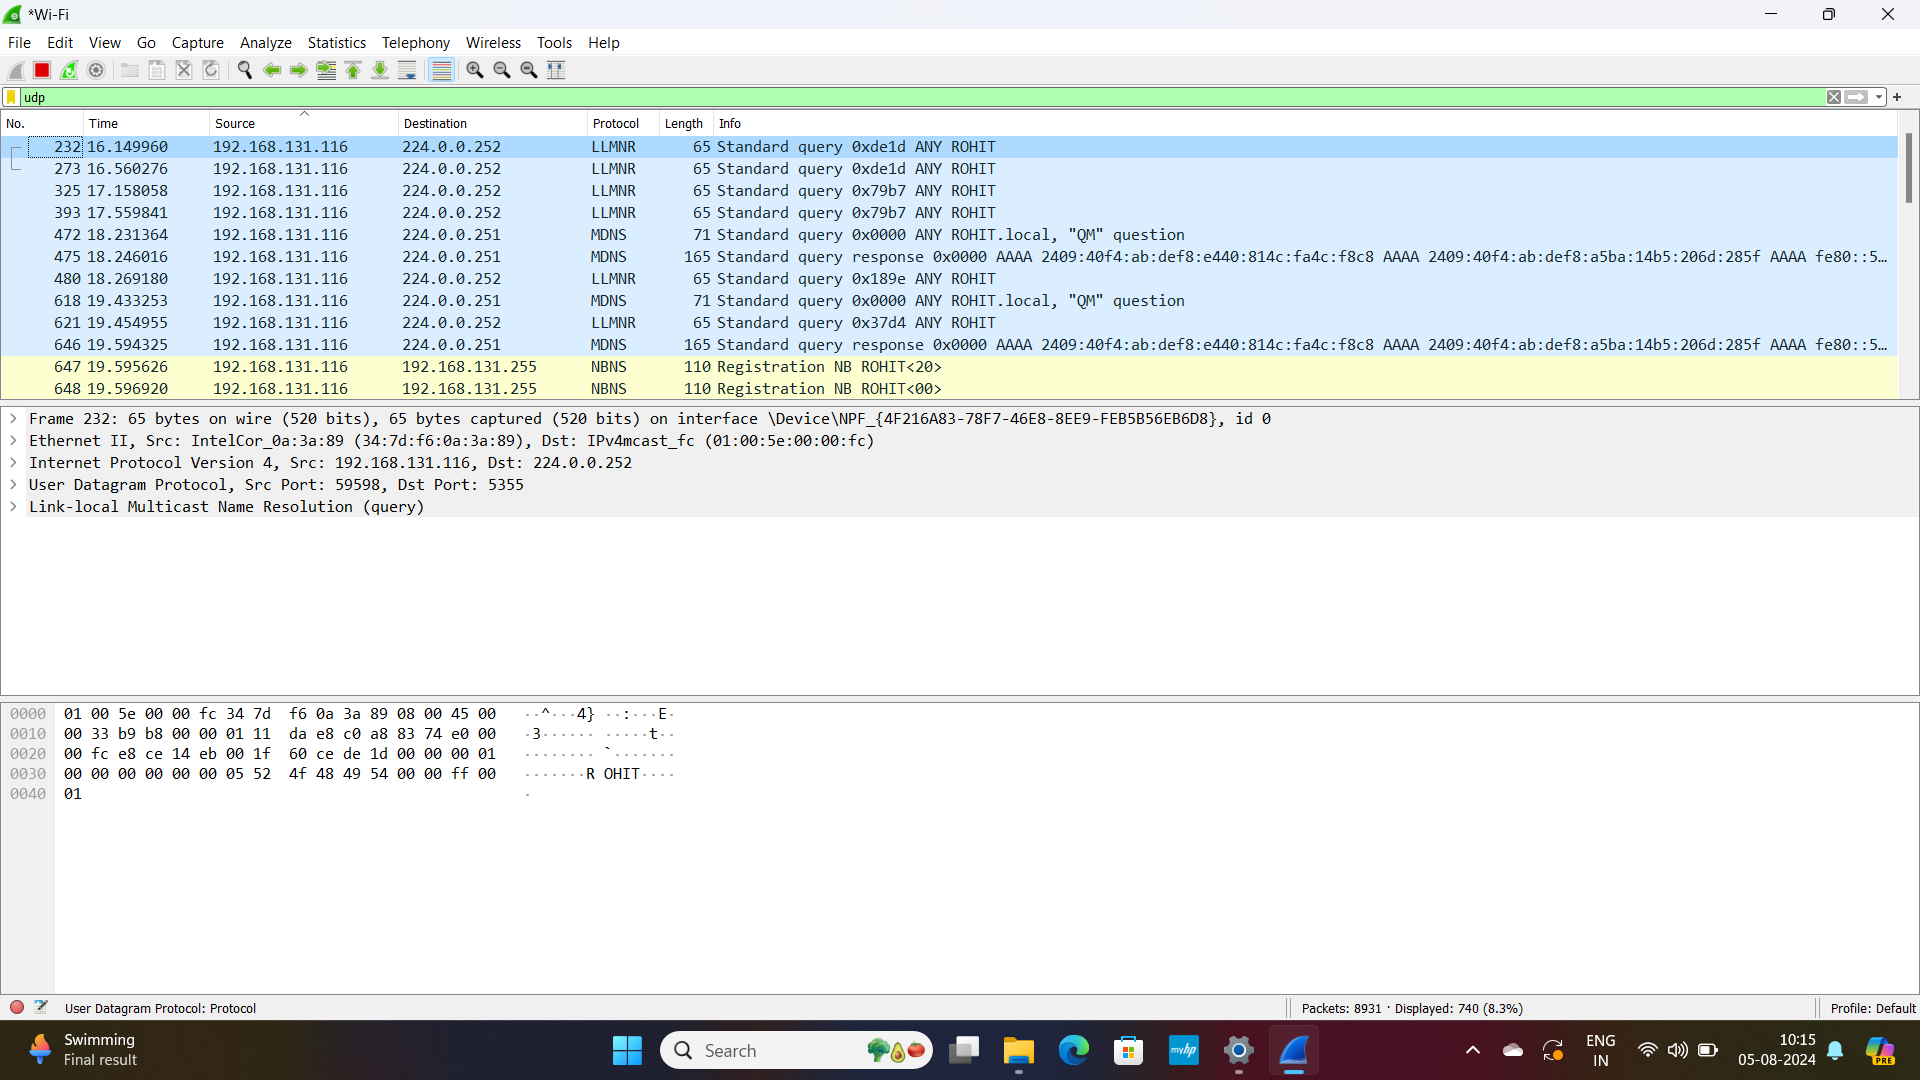 *Wi-Fi
File Edit View Go Capture Analyze Statistics Telephony Wireless Tools Help
udp
No. Time Source Destination Protocol Length Info
232 16.149960 192.168.131.116 224.0.0.252 LLMNR 65 Standard query 0xde1d ANY ROHIT
273 16.560276 192.168.131.116 224.0.0.252 LLMNR 65 Standard query 0xde1d ANY ROHIT
325 17.158058 192.168.131.116 224.0.0.252 LLMNR 65 Standard query 0x79b7 ANY ROHIT
393 17.559841 192.168.131.116 224.0.0.252 LLMNR 65 Standard query 0x79b7 ANY ROHIT
472 18.231364 192.168.131.116 224.0.0.251 MDNS 71 Standard query 0x0000 ANY ROHIT.local, "QM" question
475 18.246016 192.168.131.116 224.0.0.251 MDNS 165 Standard query response 0x0000 AAAA 2409:40f4:ab:def8:e440:814c:fa4c:f8c8 AAAA 2409:40f4:ab:def8:a5ba:14b5:206d:285f AAAA fe80::5…
480 18.269180 192.168.131.116 224.0.0.252 LLMNR 65 Standard query 0x189e ANY ROHIT
618 19.433253 192.168.131.116 224.0.0.251 MDNS 71 Standard query 0x0000 ANY ROHIT.local, "QM" question
621 19.454955 192.168.131.116 224.0.0.252 LLMNR 65 Standard query 0x37d4 ANY ROHIT
646 19.594325 192.168.131.116 224.0.0.251 MDNS 165 Standard query response 0x0000 AAAA 2409:40f4:ab:def8:e440:814c:fa4c:f8c8 AAAA 2409:40f4:ab:def8:a5ba:14b5:206d:285f AAAA fe80::5…
647 19.595626 192.168.131.116 192.168.131.255 NBNS 110 Registration NB ROHIT<20>
648 19.596920 192.168.131.116 192.168.131.255 NBNS 110 Registration NB ROHIT<00>
Frame 232: 65 bytes on wire (520 bits), 65 bytes captured (520 bits) on interface \Device\NPF_{4F216A83-78F7-46E8-8EE9-FEB5B56EB6D8}, id 0
Ethernet II, Src: IntelCor_0a:3a:89 (34:7d:f6:0a:3a:89), Dst: IPv4mcast_fc (01:00:5e:00:00:fc)
Internet Protocol Version 4, Src: 192.168.131.116, Dst: 224.0.0.252
User Datagram Protocol, Src Port: 59598, Dst Port: 5355
Link-local Multicast Name Resolution (query)
0000 01 00 5e 00 00 fc 34 7d f6 0a 3a 89 08 00 45 00 ··^···4} ··:···E·
0010 00 33 b9 b8 00 00 01 11 da e8 c0 a8 83 74 e0 00 ·3······ ·····t··
0020 00 fc e8 ce 14 eb 00 1f 60 ce de 1d 00 00 00 01 ········ `·······
0030 00 00 00 00 00 00 05 52 4f 48 49 54 00 00 ff 00 ·······R OHIT····
0040 01 ·
User Datagram Protocol: Protocol
Packets: 8931 · Displayed: 740 (8.3%)
Profile: Default
Swimming
Final result
Search
myhp
ENG
IN
10:15
05-08-2024
PRE